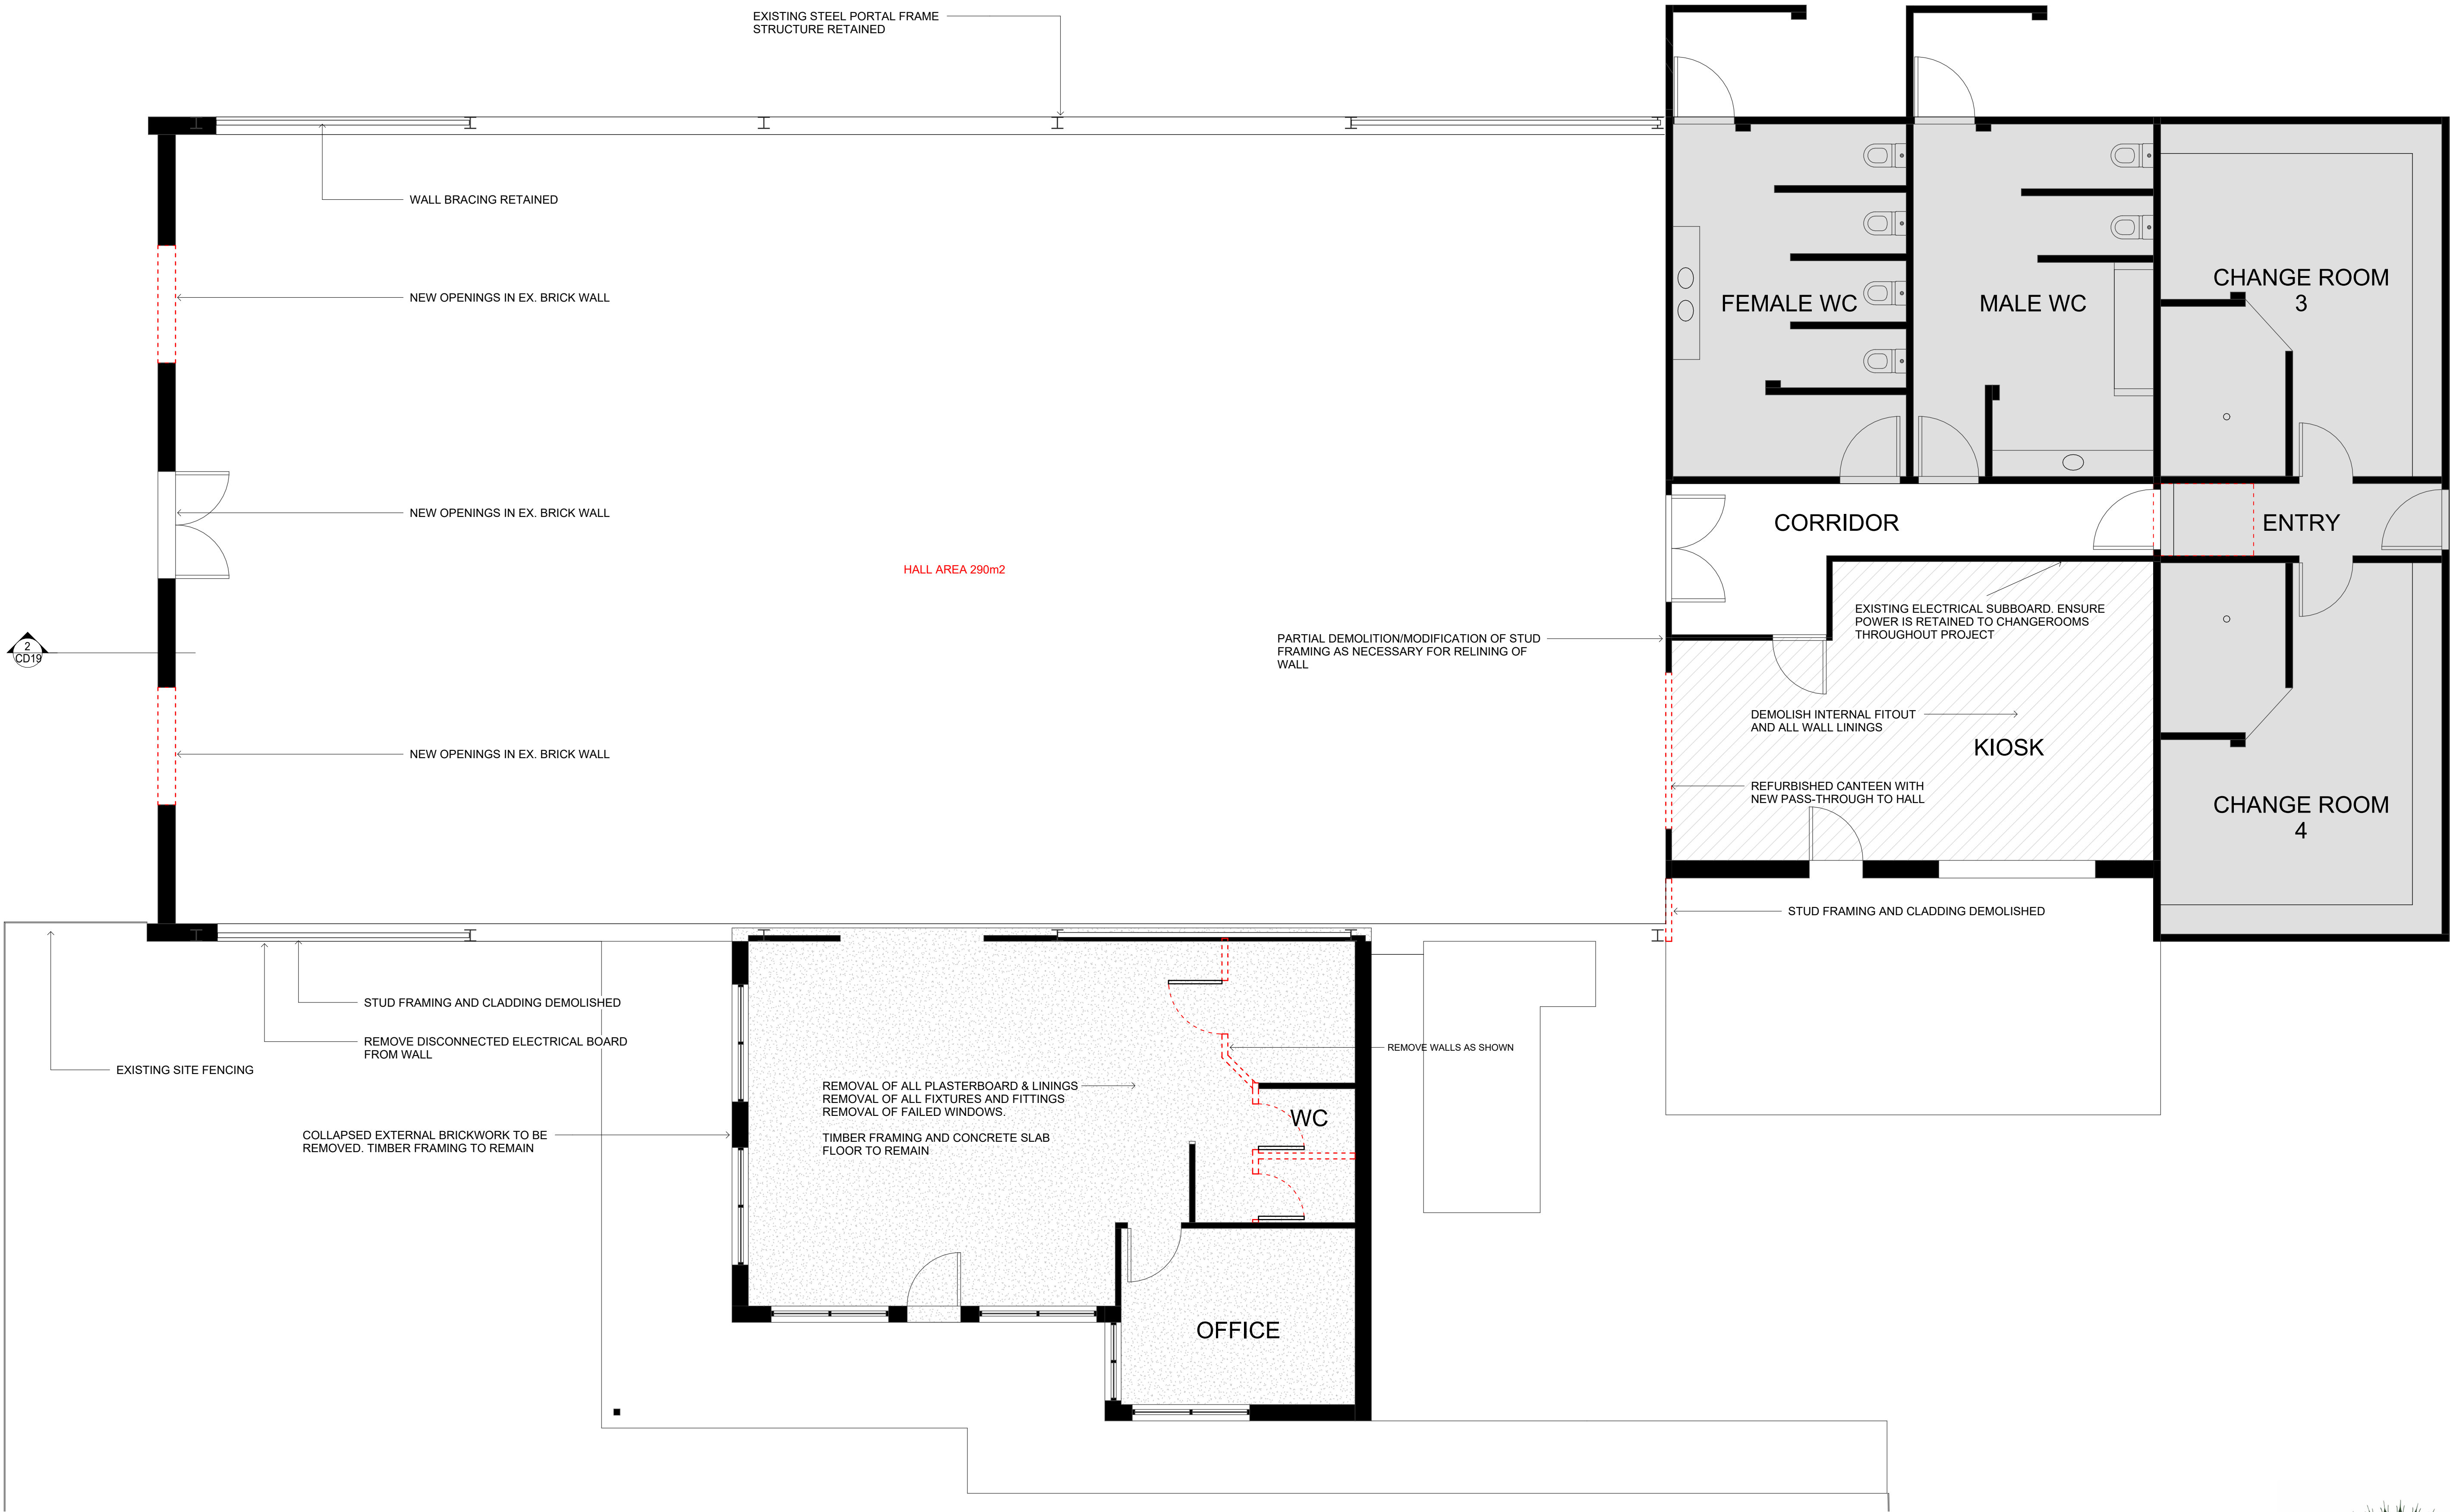 EXISTING STEEL PORTAL FRAME
STRUCTURE RETAINED
WALL BRACING RETAINED
NEW OPENINGS IN EX. BRICK WALL
FEMALE WC
MALE WC
CHANGE ROOM
3
NEW OPENINGS IN EX. BRICK WALL
CORRIDOR
ENTRY
HALL AREA 290m2
EXISTING ELECTRICAL SUBBOARD. ENSURE
POWER IS RETAINED TO CHANGEROOMS
THROUGHOUT PROJECT
2
CD19
PARTIAL DEMOLITION/MODIFICATION OF STUD
FRAMING AS NECESSARY FOR RELINING OF
WALL
DEMOLISH INTERNAL FITOUT
AND ALL WALL LININGS
KIOSK
NEW OPENINGS IN EX. BRICK WALL
REFURBISHED CANTEEN WITH
NEW PASS-THROUGH TO HALL
CHANGE ROOM
4
STUD FRAMING AND CLADDING DEMOLISHED
STUD FRAMING AND CLADDING DEMOLISHED
REMOVE DISCONNECTED ELECTRICAL BOARD
FROM WALL
EXISTING SITE FENCING
REMOVE WALLS AS SHOWN
REMOVAL OF ALL PLASTERBOARD & LININGS
REMOVAL OF ALL FIXTURES AND FITTINGS
REMOVAL OF FAILED WINDOWS.
TIMBER FRAMING AND CONCRETE SLAB
FLOOR TO REMAIN
WC
COLLAPSED EXTERNAL BRICKWORK TO BE
REMOVED. TIMBER FRAMING TO REMAIN
OFFICE